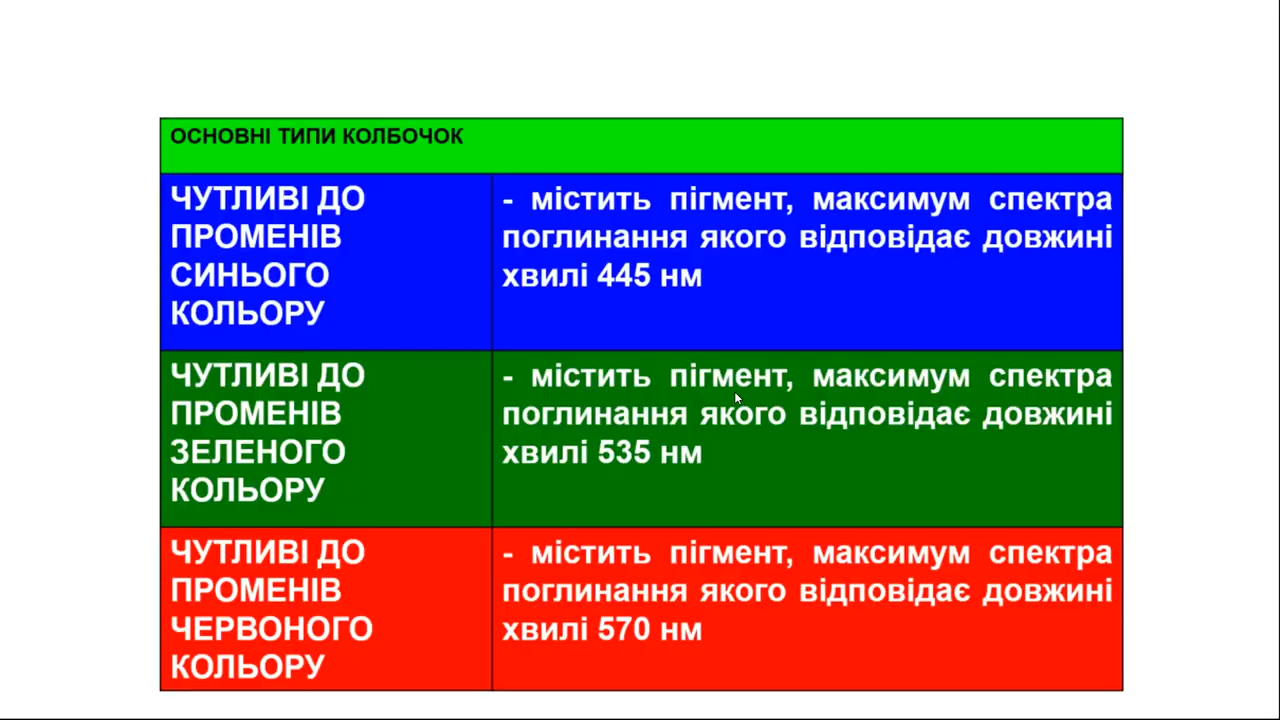 ОСНОВНІ ТИПИ КОЛБОЧОК
ЧУТЛИВІ ДО
ПРОМЕНІВ
СИНЬОГО
КОЛЬОРУ
- містить пігмент, максимум спектра
поглинання якого відповідає довжині
хвилі 445 нм
ЧУТЛИВІ ДО
ПРОМЕНІВ
ЗЕЛЕНОГО
КОЛЬОРУ
- містить пігмент, максимум спектра
поглинання якого відповідає довжині
хвилі 535 нм
ЧУТЛИВІ ДО
ПРОМЕНІВ
ЧЕРВОНОГО
КОЛЬОРУ
- містить пігмент, максимум спектра
поглинання якого відповідає довжині
хвилі 570 нм